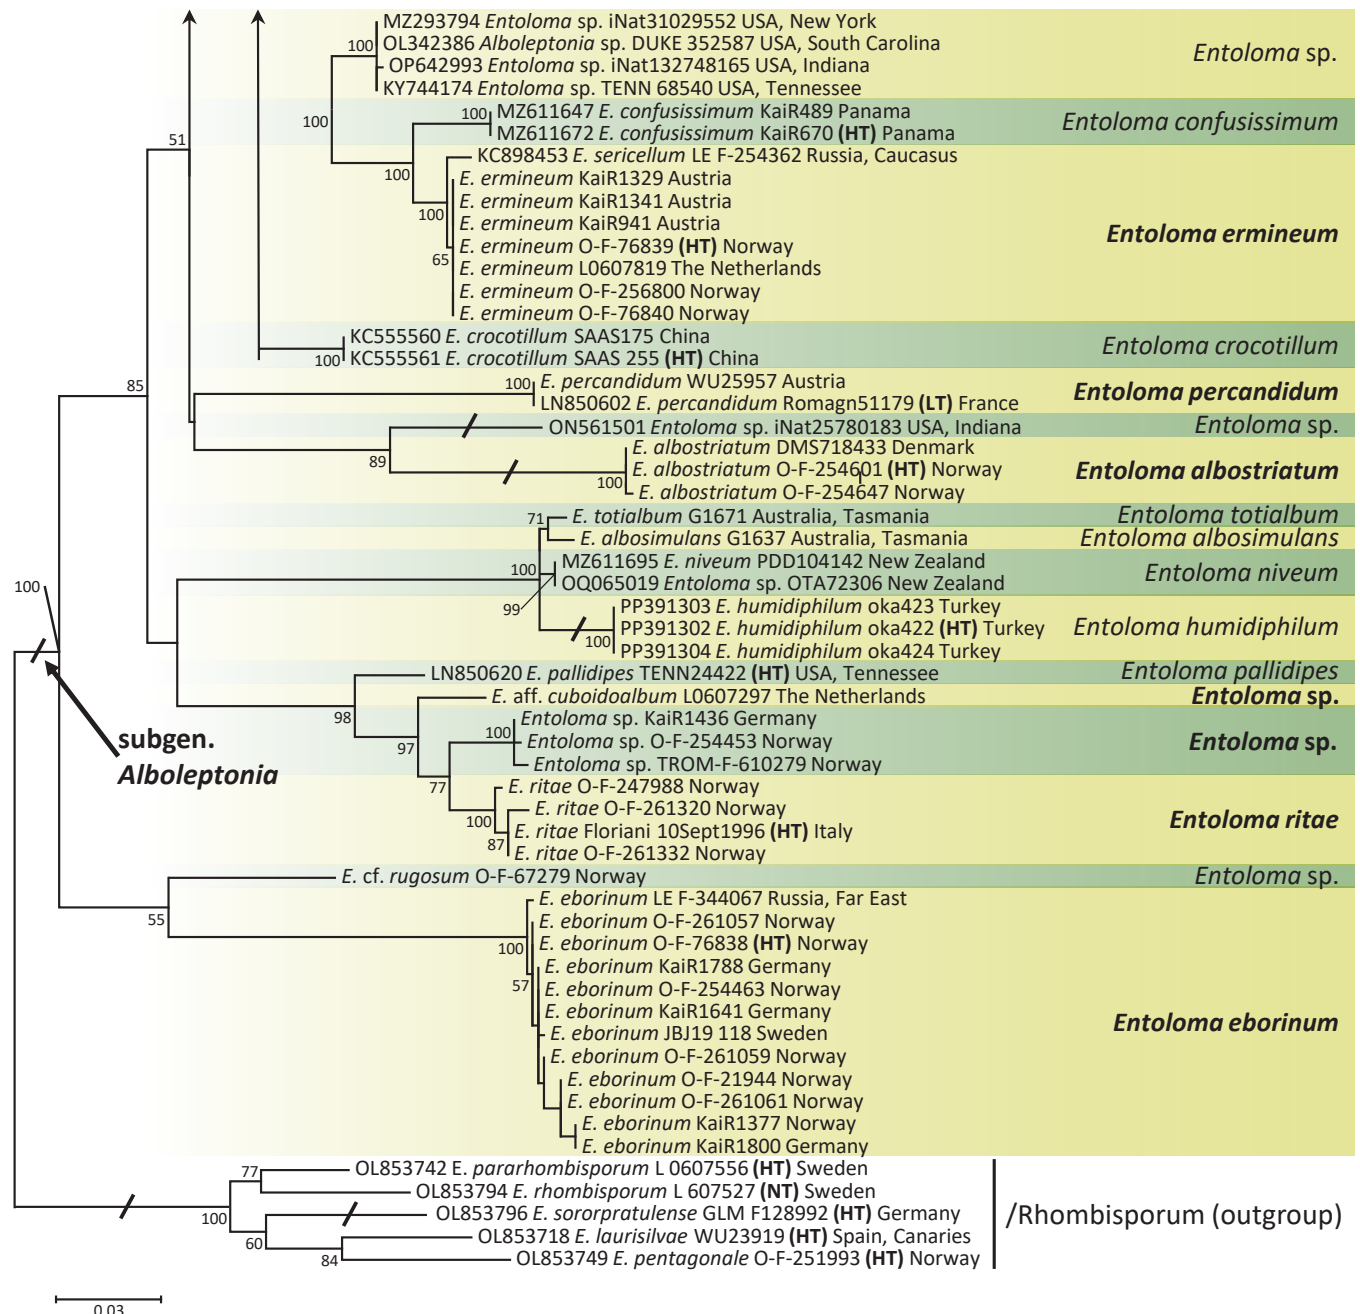 MZ293794 Entoloma sp. iNat31029552 USA, New York
100 OL342386 Alboleptonia sp. DUKE 352587 USA, South Carolina
Entoloma sp.
OP642993 Entoloma sp. iNat132748165 USA, Indiana
KY744174 Entoloma sp. TENN 68540 USA, Tennessee
100
100 MZ611647 E. confusissimum KaiR489 Panama
Entoloma confusissimum
MZ611672 E. confusissimum KaiR670 (HT) Panama
51
KC898453 E. sericellum LE F-254362 Russia, Caucasus
100
E. ermineum KaiR1329 Austria
E. ermineum KaiR1341 Austria
100
E. ermineum KaiR941 Austria
Entoloma ermineum
E. ermineum O-F-76839 (HT) Norway
65
E. ermineum L0607819 The Netherlands
E. ermineum O-F-256800 Norway
E. ermineum O-F-76840 Norway
KC555560 E. crocotillum SAAS175 China
Entoloma crocotillum
100 KC555561 E. crocotillum SAAS 255 (HT) China
85
100 E. percandidum WU25957 Austria
Entoloma percandidum
LN850602 E. percandidum Romagn51179 (LT) France
ON561501 Entoloma sp. iNat25780183 USA, Indiana
Entoloma sp.
89
E. albostriatum DMS718433 Denmark
E. albostriatum O-F-254601 (HT) Norway
Entoloma albostriatum
100
E. albostriatum O-F-254647 Norway
71 E. totialbum G1671 Australia, Tasmania
Entoloma totialbum
E. albosimulans G1637 Australia, Tasmania
Entoloma albosimulans
100
MZ611695 E. niveum PDD104142 New Zealand
Entoloma niveum
OQ065019 Entoloma sp. OTA72306 New Zealand
99
100
PP391303 E. humidiphilum oka423 Turkey
PP391302 E. humidiphilum oka422 (HT) Turkey
Entoloma humidiphilum
100
PP391304 E. humidiphilum oka424 Turkey
LN850620 E. pallidipes TENN24422 (HT) USA, Tennessee
Entoloma pallidipes
E. aff. cuboidoalbum L0607297 The Netherlands
Entoloma sp.
98
Entoloma sp. KaiR1436 Germany
100
97
Entoloma sp. O-F-254453 Norway
Entoloma sp.
Entoloma sp. TROM-F-610279 Norway
subgen.
Alboleptonia
77
E. ritae O-F-247988 Norway
E. ritae O-F-261320 Norway
100
Entoloma ritae
E. ritae Floriani 10Sept1996 (HT) Italy
87
E. ritae O-F-261332 Norway
E. cf. rugosum O-F-67279 Norway
Entoloma sp.
55
E. eborinum LE F-344067 Russia, Far East
E. eborinum O-F-261057 Norway
100
E. eborinum O-F-76838 (HT) Norway
E. eborinum KaiR1788 Germany
57
E. eborinum O-F-254463 Norway
E. eborinum KaiR1641 Germany
Entoloma eborinum
E. eborinum JBJ19 118 Sweden
E. eborinum O-F-261059 Norway
E. eborinum O-F-21944 Norway
E. eborinum O-F-261061 Norway
E. eborinum KaiR1377 Norway
E. eborinum KaiR1800 Germany
77 OL853742 E. pararhombisporum L 0607556 (HT) Sweden
OL853794 E. rhombisporum L 607527 (NT) Sweden
100
OL853796 E. sororpratulense GLM F128992 (HT) Germany
/Rhombisporum (outgroup)
60
OL853718 E. laurisilvae WU23919 (HT) Spain, Canaries
84
OL853749 E. pentagonale O-F-251993 (HT) Norway
0.03